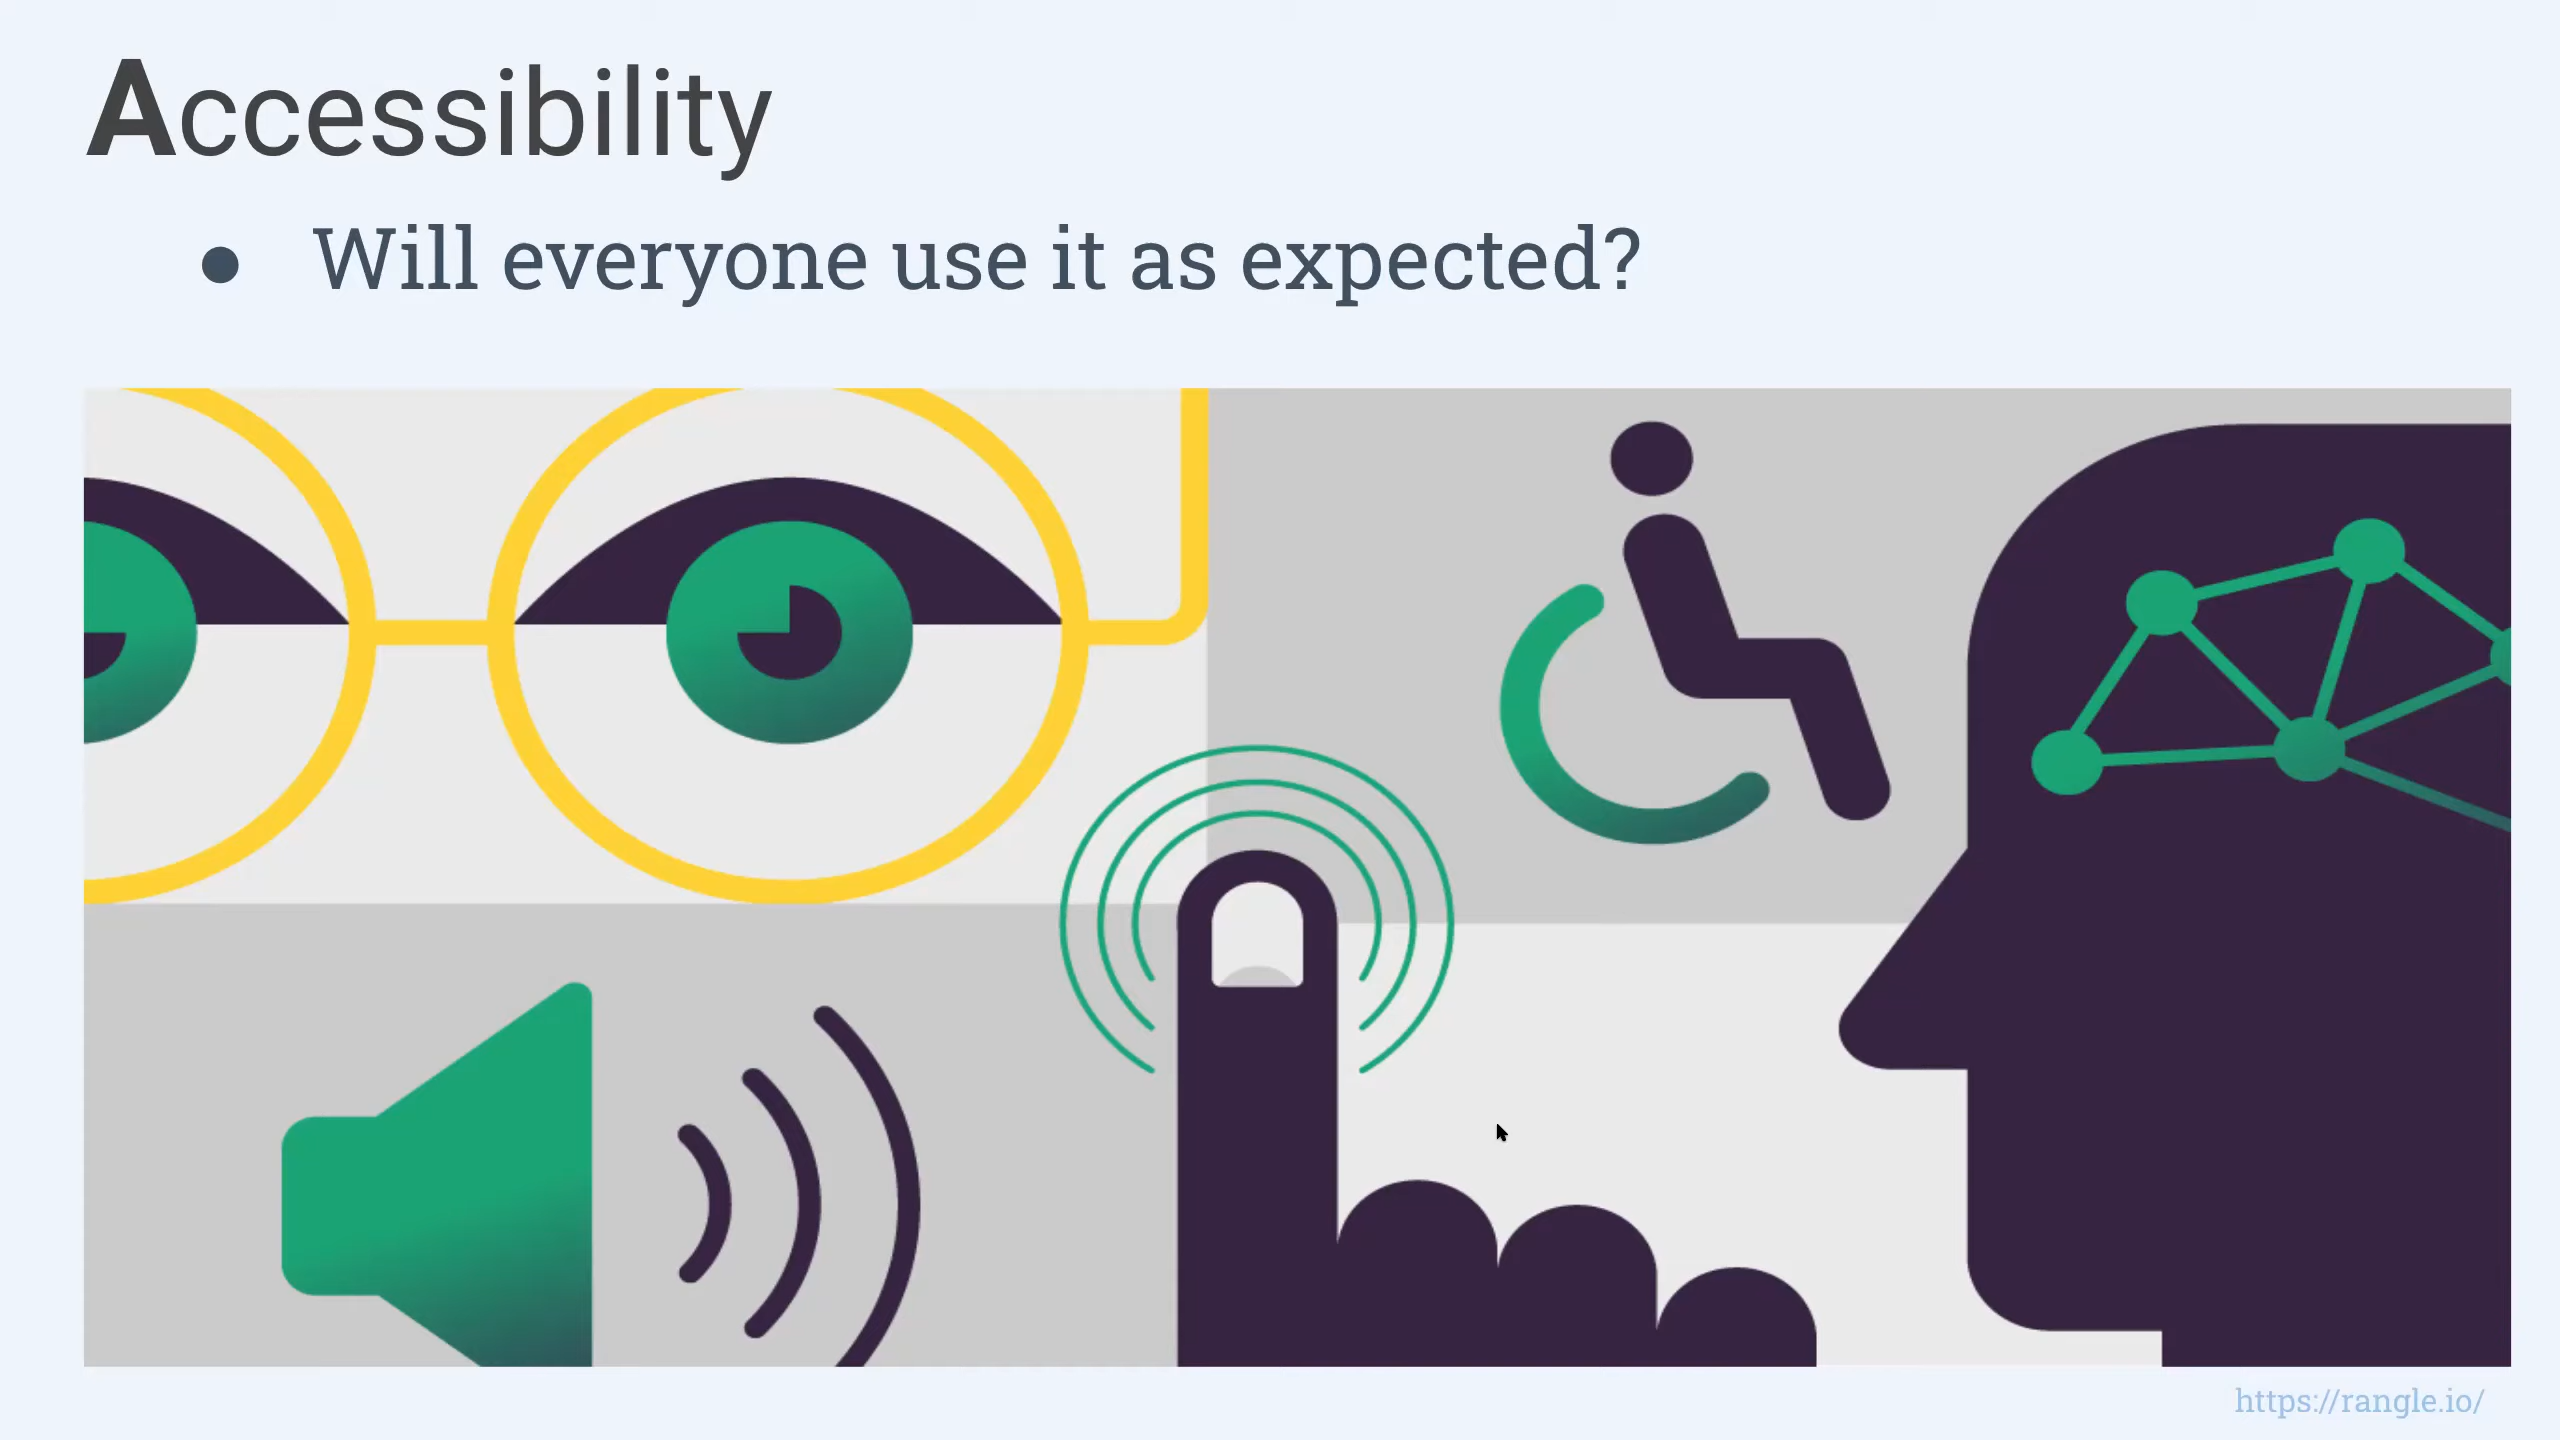 Accessibility
● Will everyone use it as expected?
https://rangle.io/